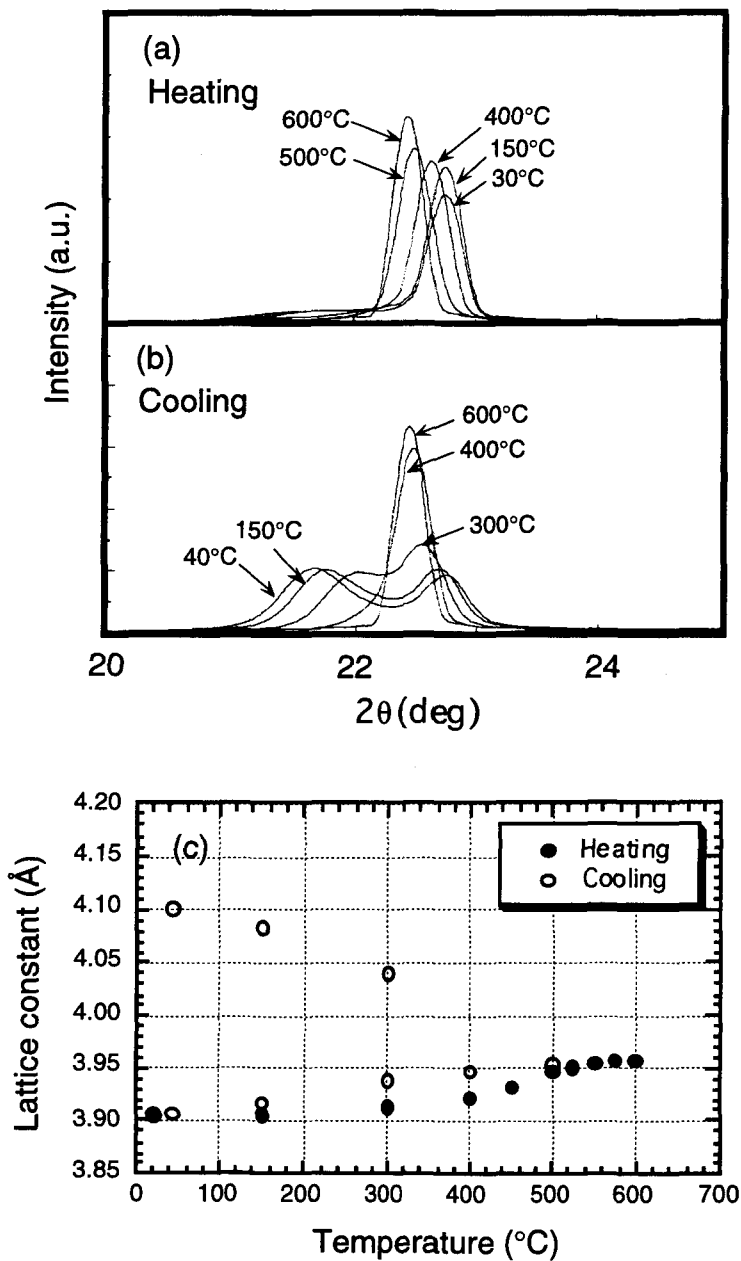 (a)
Heating
600°C
400°C
500°C
150°C
30°C
Intensity (a.u.)
(b)
Cooling
600°C
400°C
300°C
150°C
40°C
20 22 24
2θ (deg)
4.20
4.15
4.10
4.05
4.00
3.95
3.90
3.85
Lattice constant (Å)
(c)
Heating
Cooling
0 100 200 300 400 500 600 700
Temperature (°C)